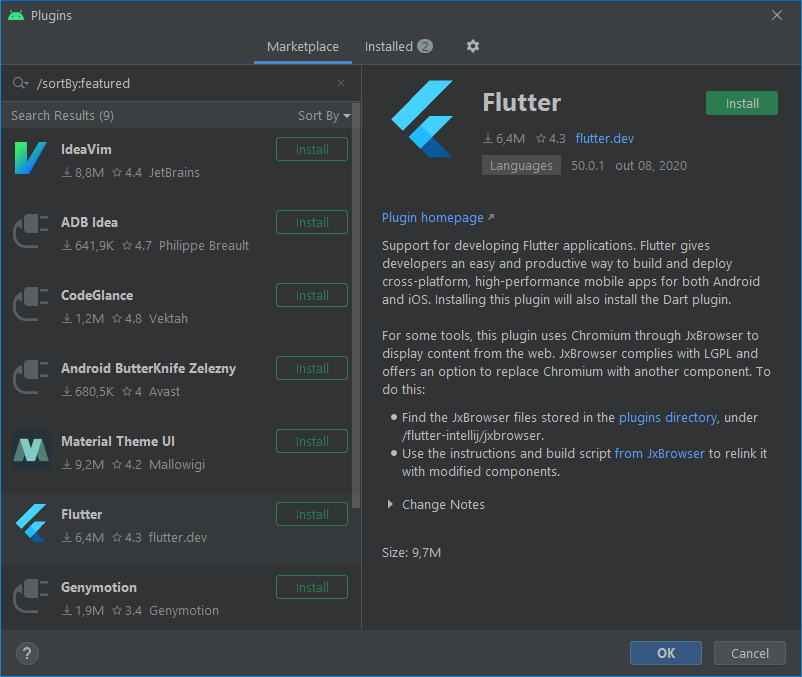 Plugins
Marketplace
Installed 2
/sortBy:featured
Search Results (9)
Sort By
IdeaVim
Install
8,8M 4.4 JetBrains
ADB Idea
Install
641,9K 4.7 Philippe Breault
CodeGlance
Install
1,2M 4.8 Vektah
Android ButterKnife Zelezny
Install
680,5K 4 Avast
Material Theme UI
Install
9,2M 4.2 Mallowigi
Flutter
Install
6,4M 4.3 flutter.dev
Genymotion
Install
1,9M 3.4 Genymotion
Flutter
Install
6,4M 4.3 flutter.dev
Languages 50.0.1 out 08, 2020
Plugin homepage
Support for developing Flutter applications. Flutter gives
developers an easy and productive way to build and deploy
cross-platform, high-performance mobile apps for both Android
and iOS. Installing this plugin will also install the Dart plugin.
For some tools, this plugin uses Chromium through JxBrowser to
display content from the web. JxBrowser complies with LGPL and
offers an option to replace Chromium with another component. To
do this:
• Find the JxBrowser files stored in the plugins directory, under
/flutter-intellij/jxbrowser.
• Use the instructions and build script from JxBrowser to relink it
with modified components.
Change Notes
Size: 9,7M
?
OK
Cancel